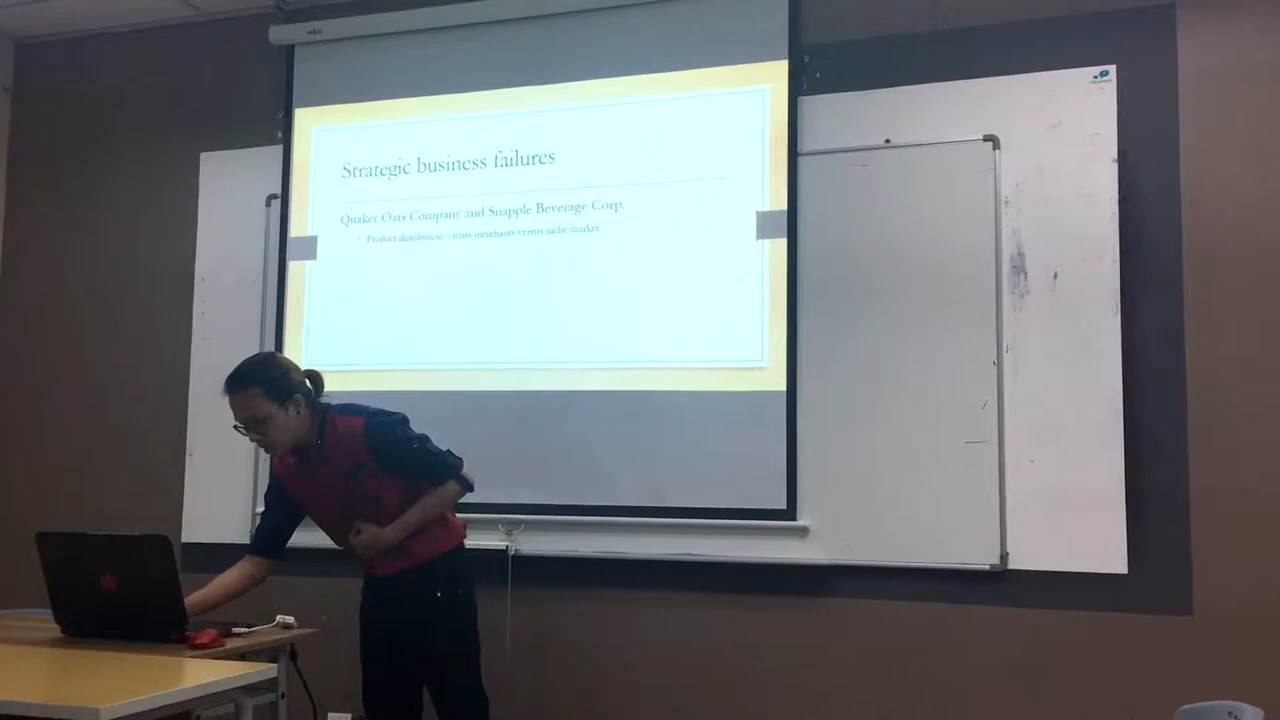 Strategic business failures
Quaker Oats Company and Snapple Beverage Corp.
Product distribution – mass merchants versus niche market